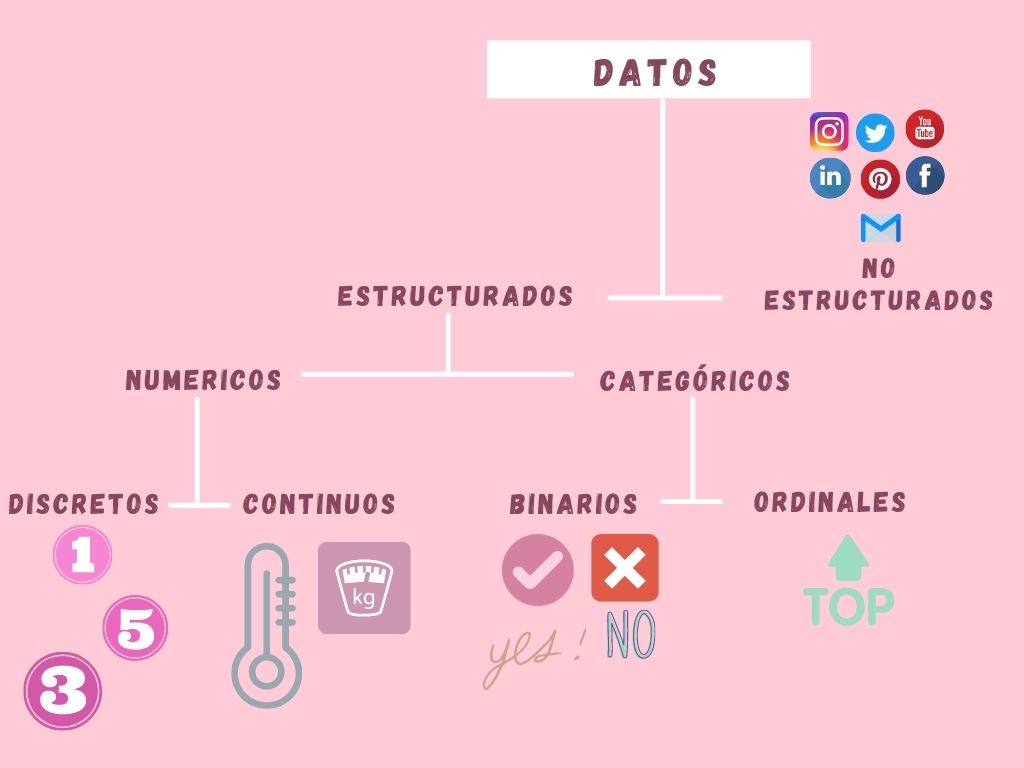 DATOS
You
Tube
in
f
NO
ESTRUCTURADOS
ESTRUCTURADOS
NUMERICOS
CATEGÓRICOS
DISCRETOS
CONTINUOS
BINARIOS
ORDINALES
1
5
3
kg
yes!
NO
TOP